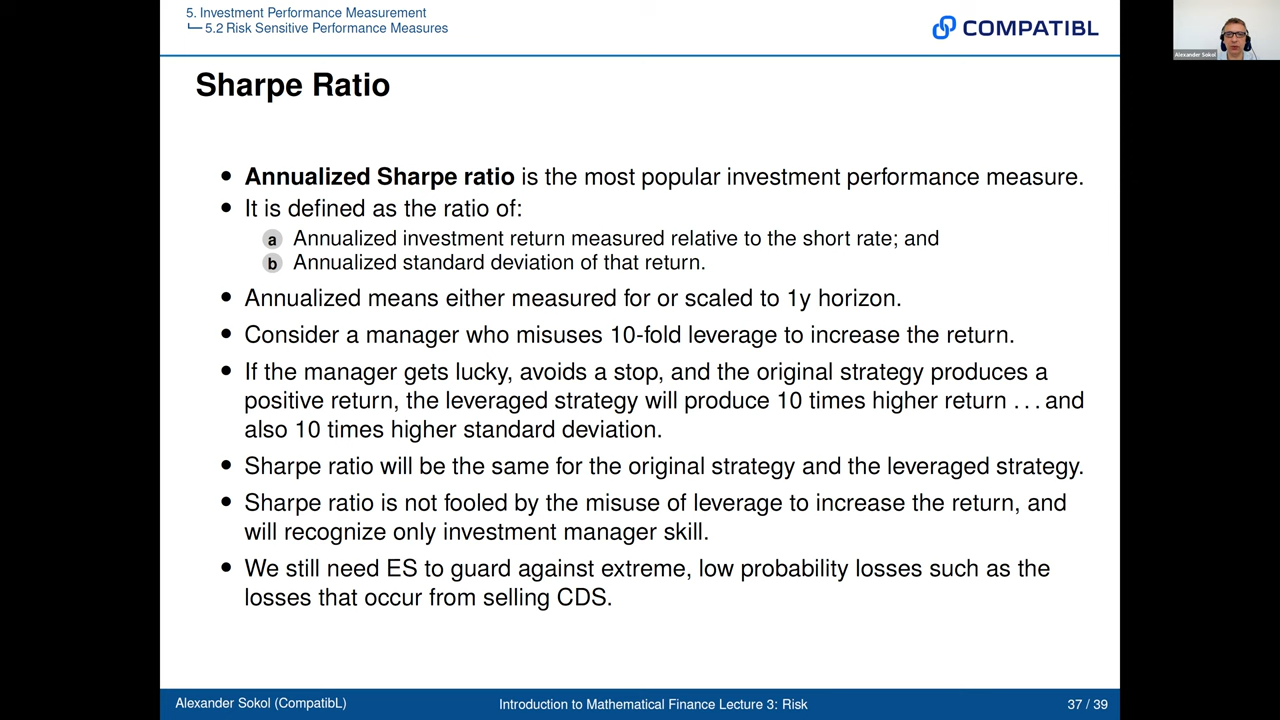 5. Investment Performance Measurement
5.2 Risk Sensitive Performance Measures
COMPATIBL
Alexander Sokol
Sharpe Ratio
• Annualized Sharpe ratio is the most popular investment performance measure.
• It is defined as the ratio of:
a Annualized investment return measured relative to the short rate; and
b Annualized standard deviation of that return.
• Annualized means either measured for or scaled to 1y horizon.
• Consider a manager who misuses 10-fold leverage to increase the return.
• If the manager gets lucky, avoids a stop, and the original strategy produces a
positive return, the leveraged strategy will produce 10 times higher return ... and
also 10 times higher standard deviation.
• Sharpe ratio will be the same for the original strategy and the leveraged strategy.
• Sharpe ratio is not fooled by the misuse of leverage to increase the return, and
will recognize only investment manager skill.
• We still need ES to guard against extreme, low probability losses such as the
losses that occur from selling CDS.
Alexander Sokol (CompatibL)
Introduction to Mathematical Finance Lecture 3: Risk
37 / 39